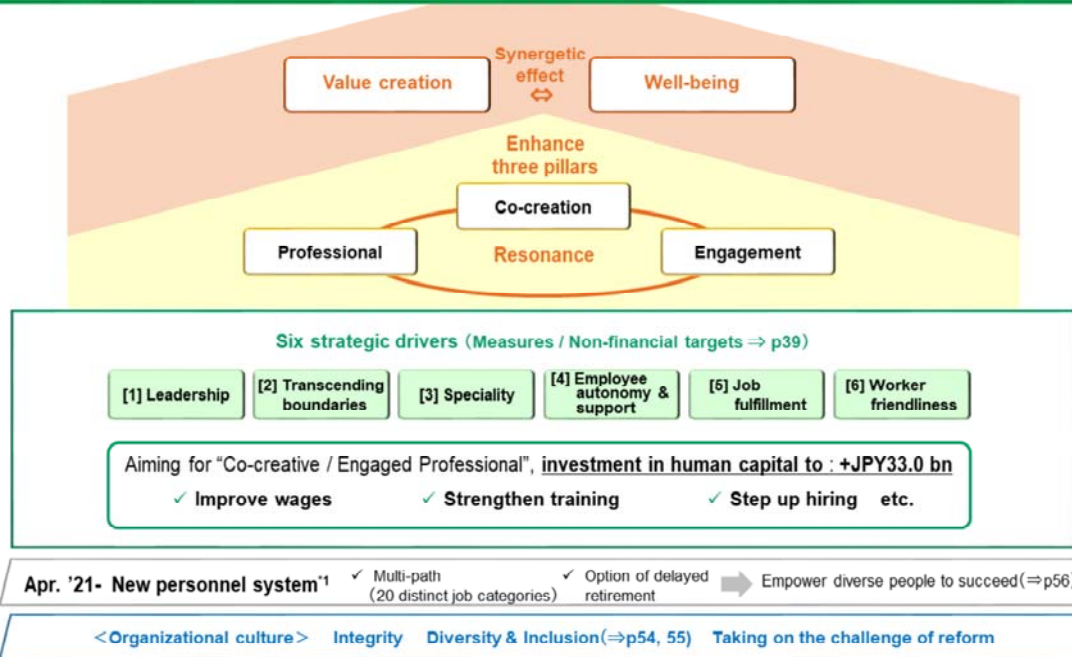 Synergetic
effect
⇔
Value creation
Well-being
Enhance
three pillars
Co-creation
Professional
Resonance
Engagement
Six strategic drivers (Measures / Non-financial targets ⇒ p39)
[1] Leadership
[2] Transcending
boundaries
[3] Speciality
[4] Employee
autonomy &
support
[5] Job
fulfillment
[6] Worker
friendliness
Aiming for “Co-creative / Engaged Professional”, investment in human capital to : +JPY33.0 bn
✓ Improve wages ✓ Strengthen training ✓ Step up hiring etc.
Apr. ’21- New personnel system*1
✓ Multi-path
(20 distinct job categories)
✓ Option of delayed
retirement
Empower diverse people to succeed(⇒p56)
<Organizational culture> Integrity Diversity & Inclusion(⇒p54, 55) Taking on the challenge of reform